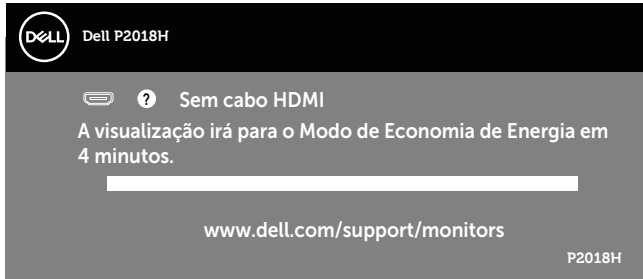 DELL
Dell P2018H
? Sem cabo HDMI
A visualização irá para o Modo de Economia de Energia em
4 minutos.
www.dell.com/support/monitors
P2018H